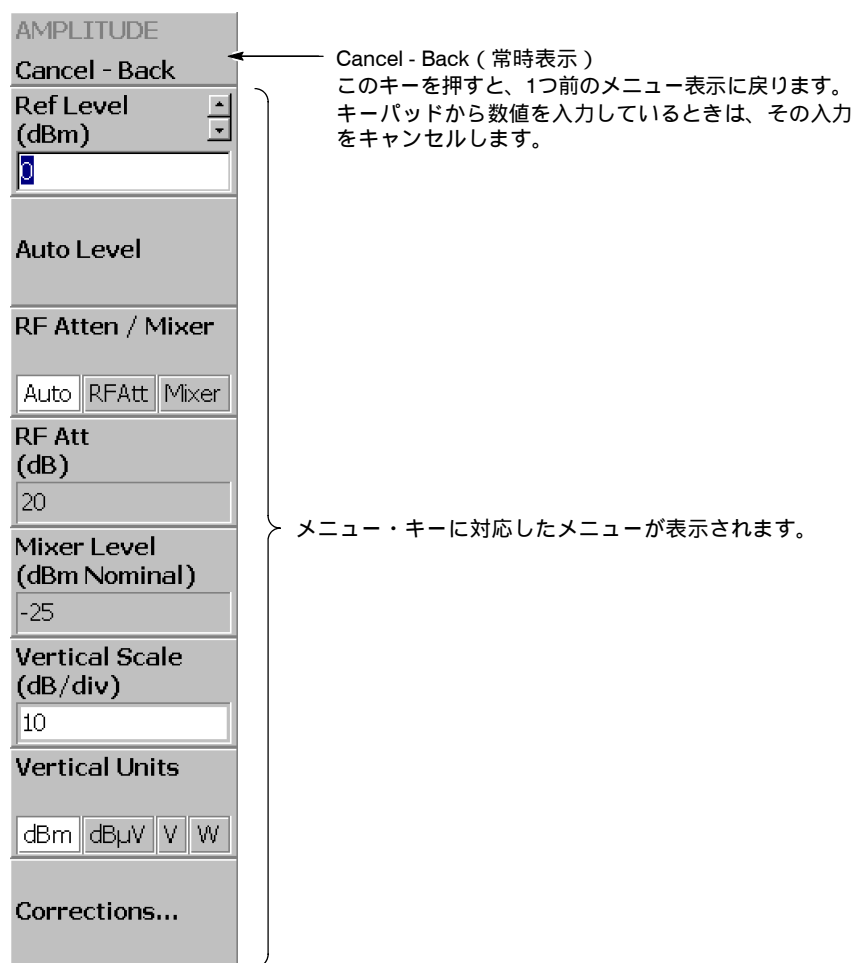 AMPLITUDE
Cancel - Back
Ref Level
(dBm)
0
Auto Level
RF Atten / Mixer
Auto RFAtt Mixer
RF Att
(dB)
20
Mixer Level
(dBm Nominal)
-25
Vertical Scale
(dB/div)
10
Vertical Units
dBm dBµV V W
Corrections...
Cancel - Back（常時表示）
このキーを押すと、1つ前のメニュー表示に戻ります。
キーパッドから数値を入力しているときは、その入力
をキャンセルします。
メニュー・キーに対応したメニューが表示されます。